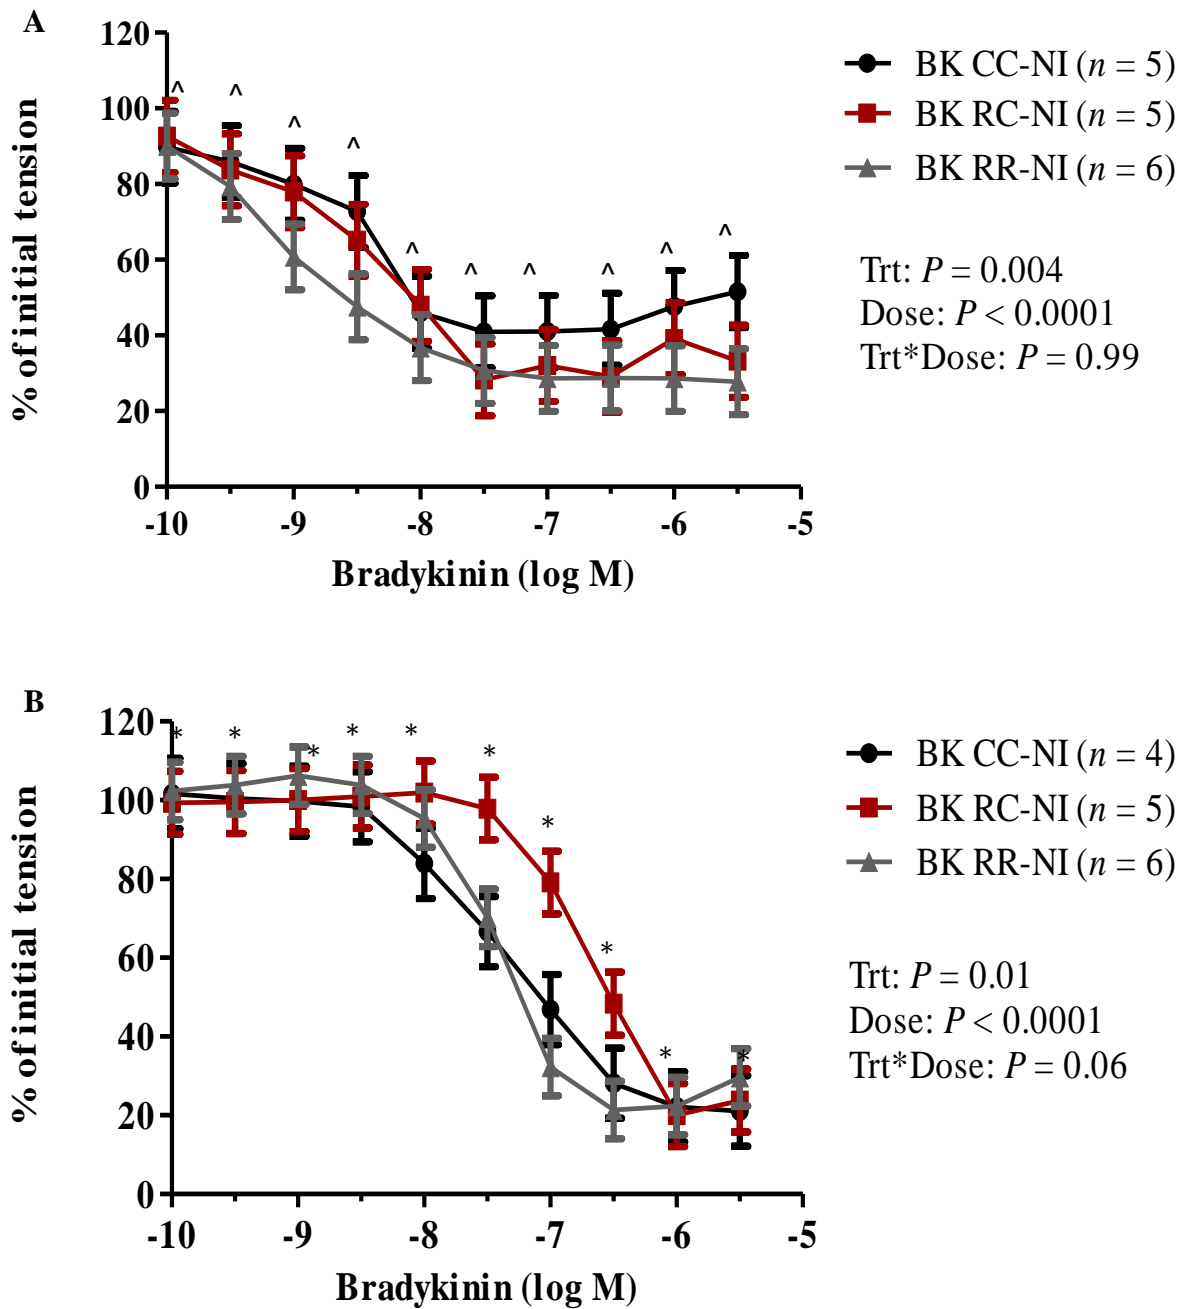 A
120
100
80
60
40
20
0
% of initial tension
^ ^ ^ ^ ^ ^ ^ ^ ^ ^
-10 -9 -8 -7 -6 -5
Bradykinin (log M)
BK CC-NI (n = 5)
BK RC-NI (n = 5)
BK RR-NI (n = 6)
Trt: P = 0.004
Dose: P < 0.0001
Trt*Dose: P = 0.99
B
120
100
80
60
40
20
0
% of initial tension
* * * * * * * * * *
-10 -9 -8 -7 -6 -5
Bradykinin (log M)
BK CC-NI (n = 4)
BK RC-NI (n = 5)
BK RR-NI (n = 6)
Trt: P = 0.01
Dose: P < 0.0001
Trt*Dose: P = 0.06